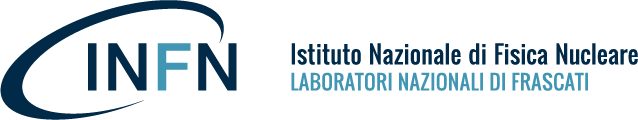 INFN
Istituto Nazionale di Fisica Nucleare
LABORATORI NAZIONALI DI FRASCATI